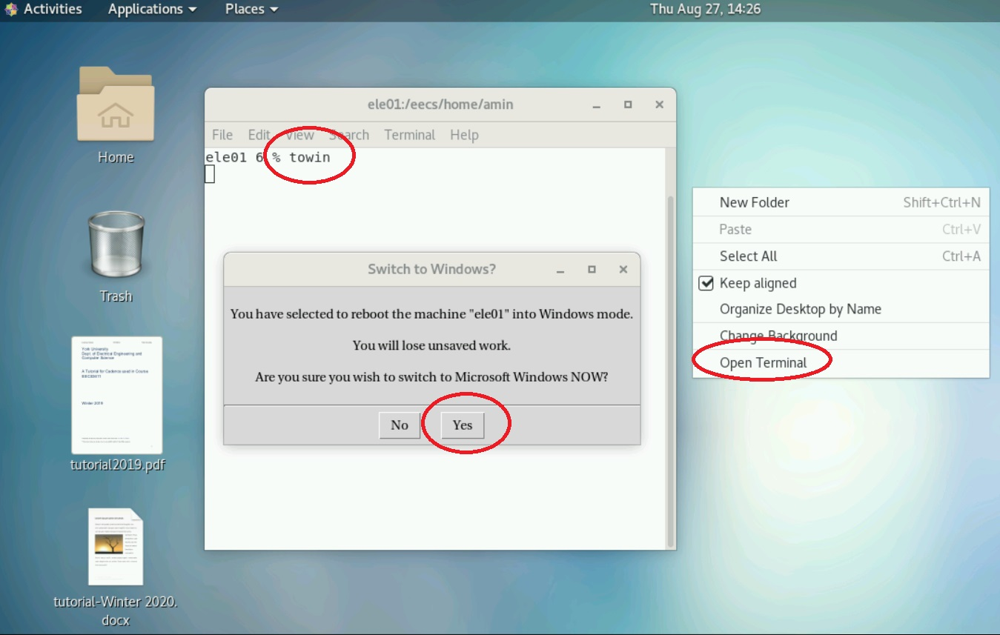 Activities Applications Places Thu Aug 27, 14:26
Home
Trash
York University
Dept. of Electrical Engineering and
Computer Science
A Tutorial for Cadence used in Course
Winter 2019
tutorial2019.pdf
tutorial-Winter 2020.
docx
ele01:/eecs/home/amin
File Edit View Search Terminal Help
ele01 6 % towin
Switch to Windows?
You have selected to reboot the machine "ele01" into Windows mode.
You will lose unsaved work.
Are you sure you wish to switch to Microsoft Windows NOW?
No Yes
New Folder Shift+Ctrl+N
Paste Ctrl+V
Select All Ctrl+A
Keep aligned
Organize Desktop by Name
Change Background
Open Terminal